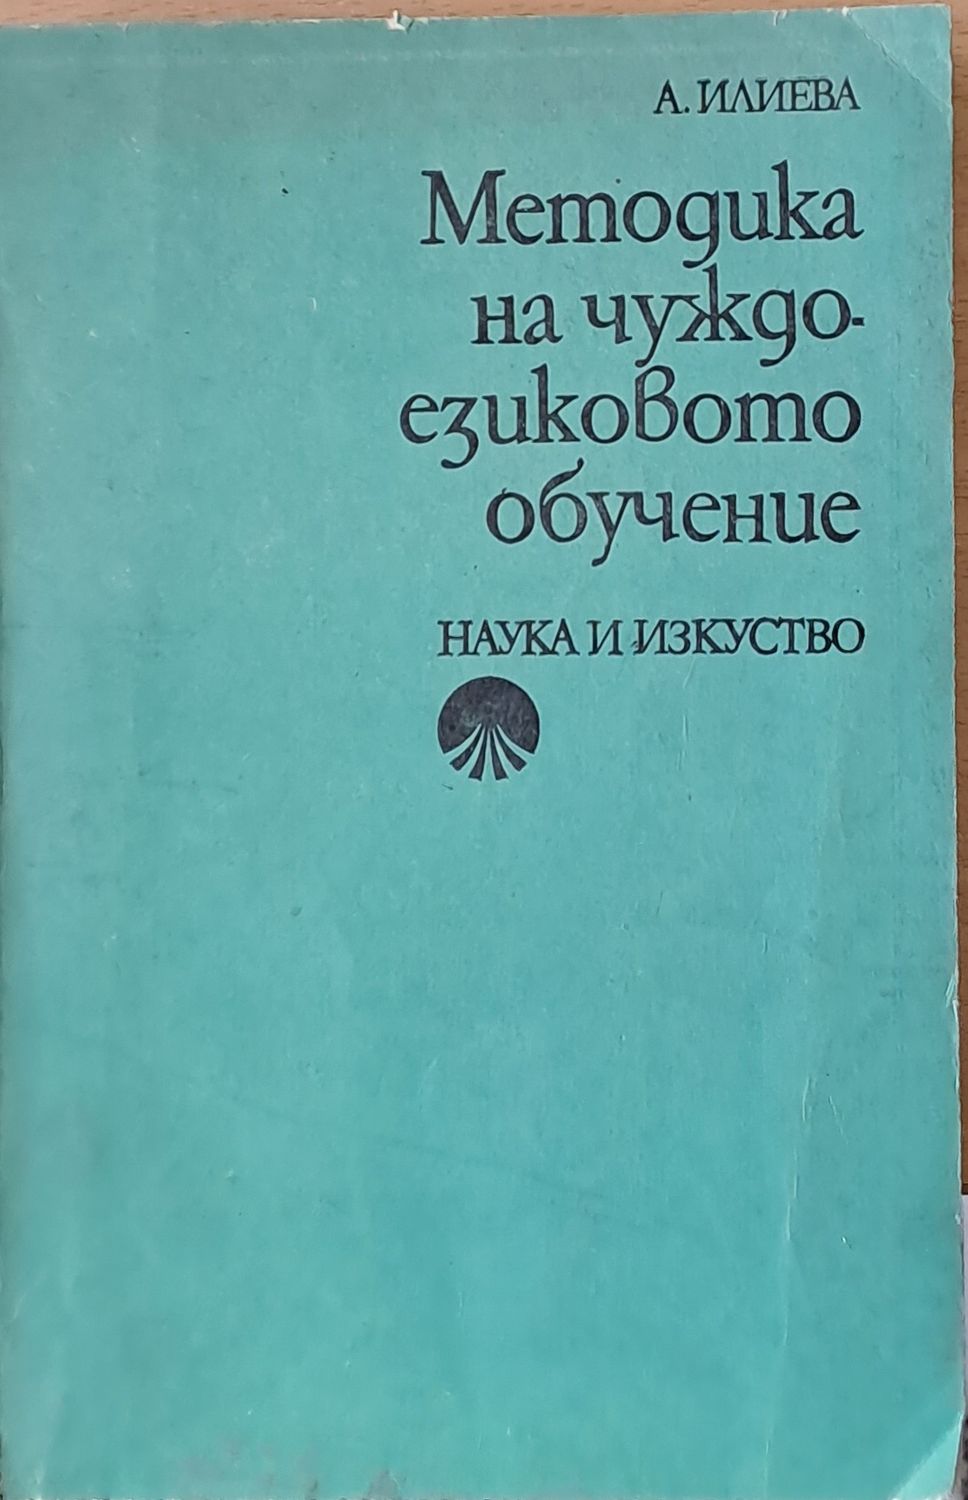 А. ИЛИЕВА
Методика
на чуждо-
езиковото
обучение
НАУКА И ИЗКУСТВО